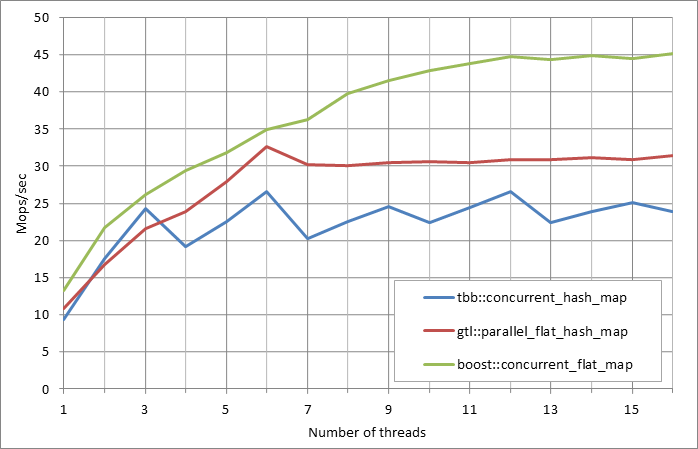 50
45
40
35
30
25
20
15
10
5
0
Mops/sec
tbb::concurrent_hash_map
gtl::parallel_flat_hash_map
boost::concurrent_flat_map
1 3 5 7 9 11 13 15
Number of threads